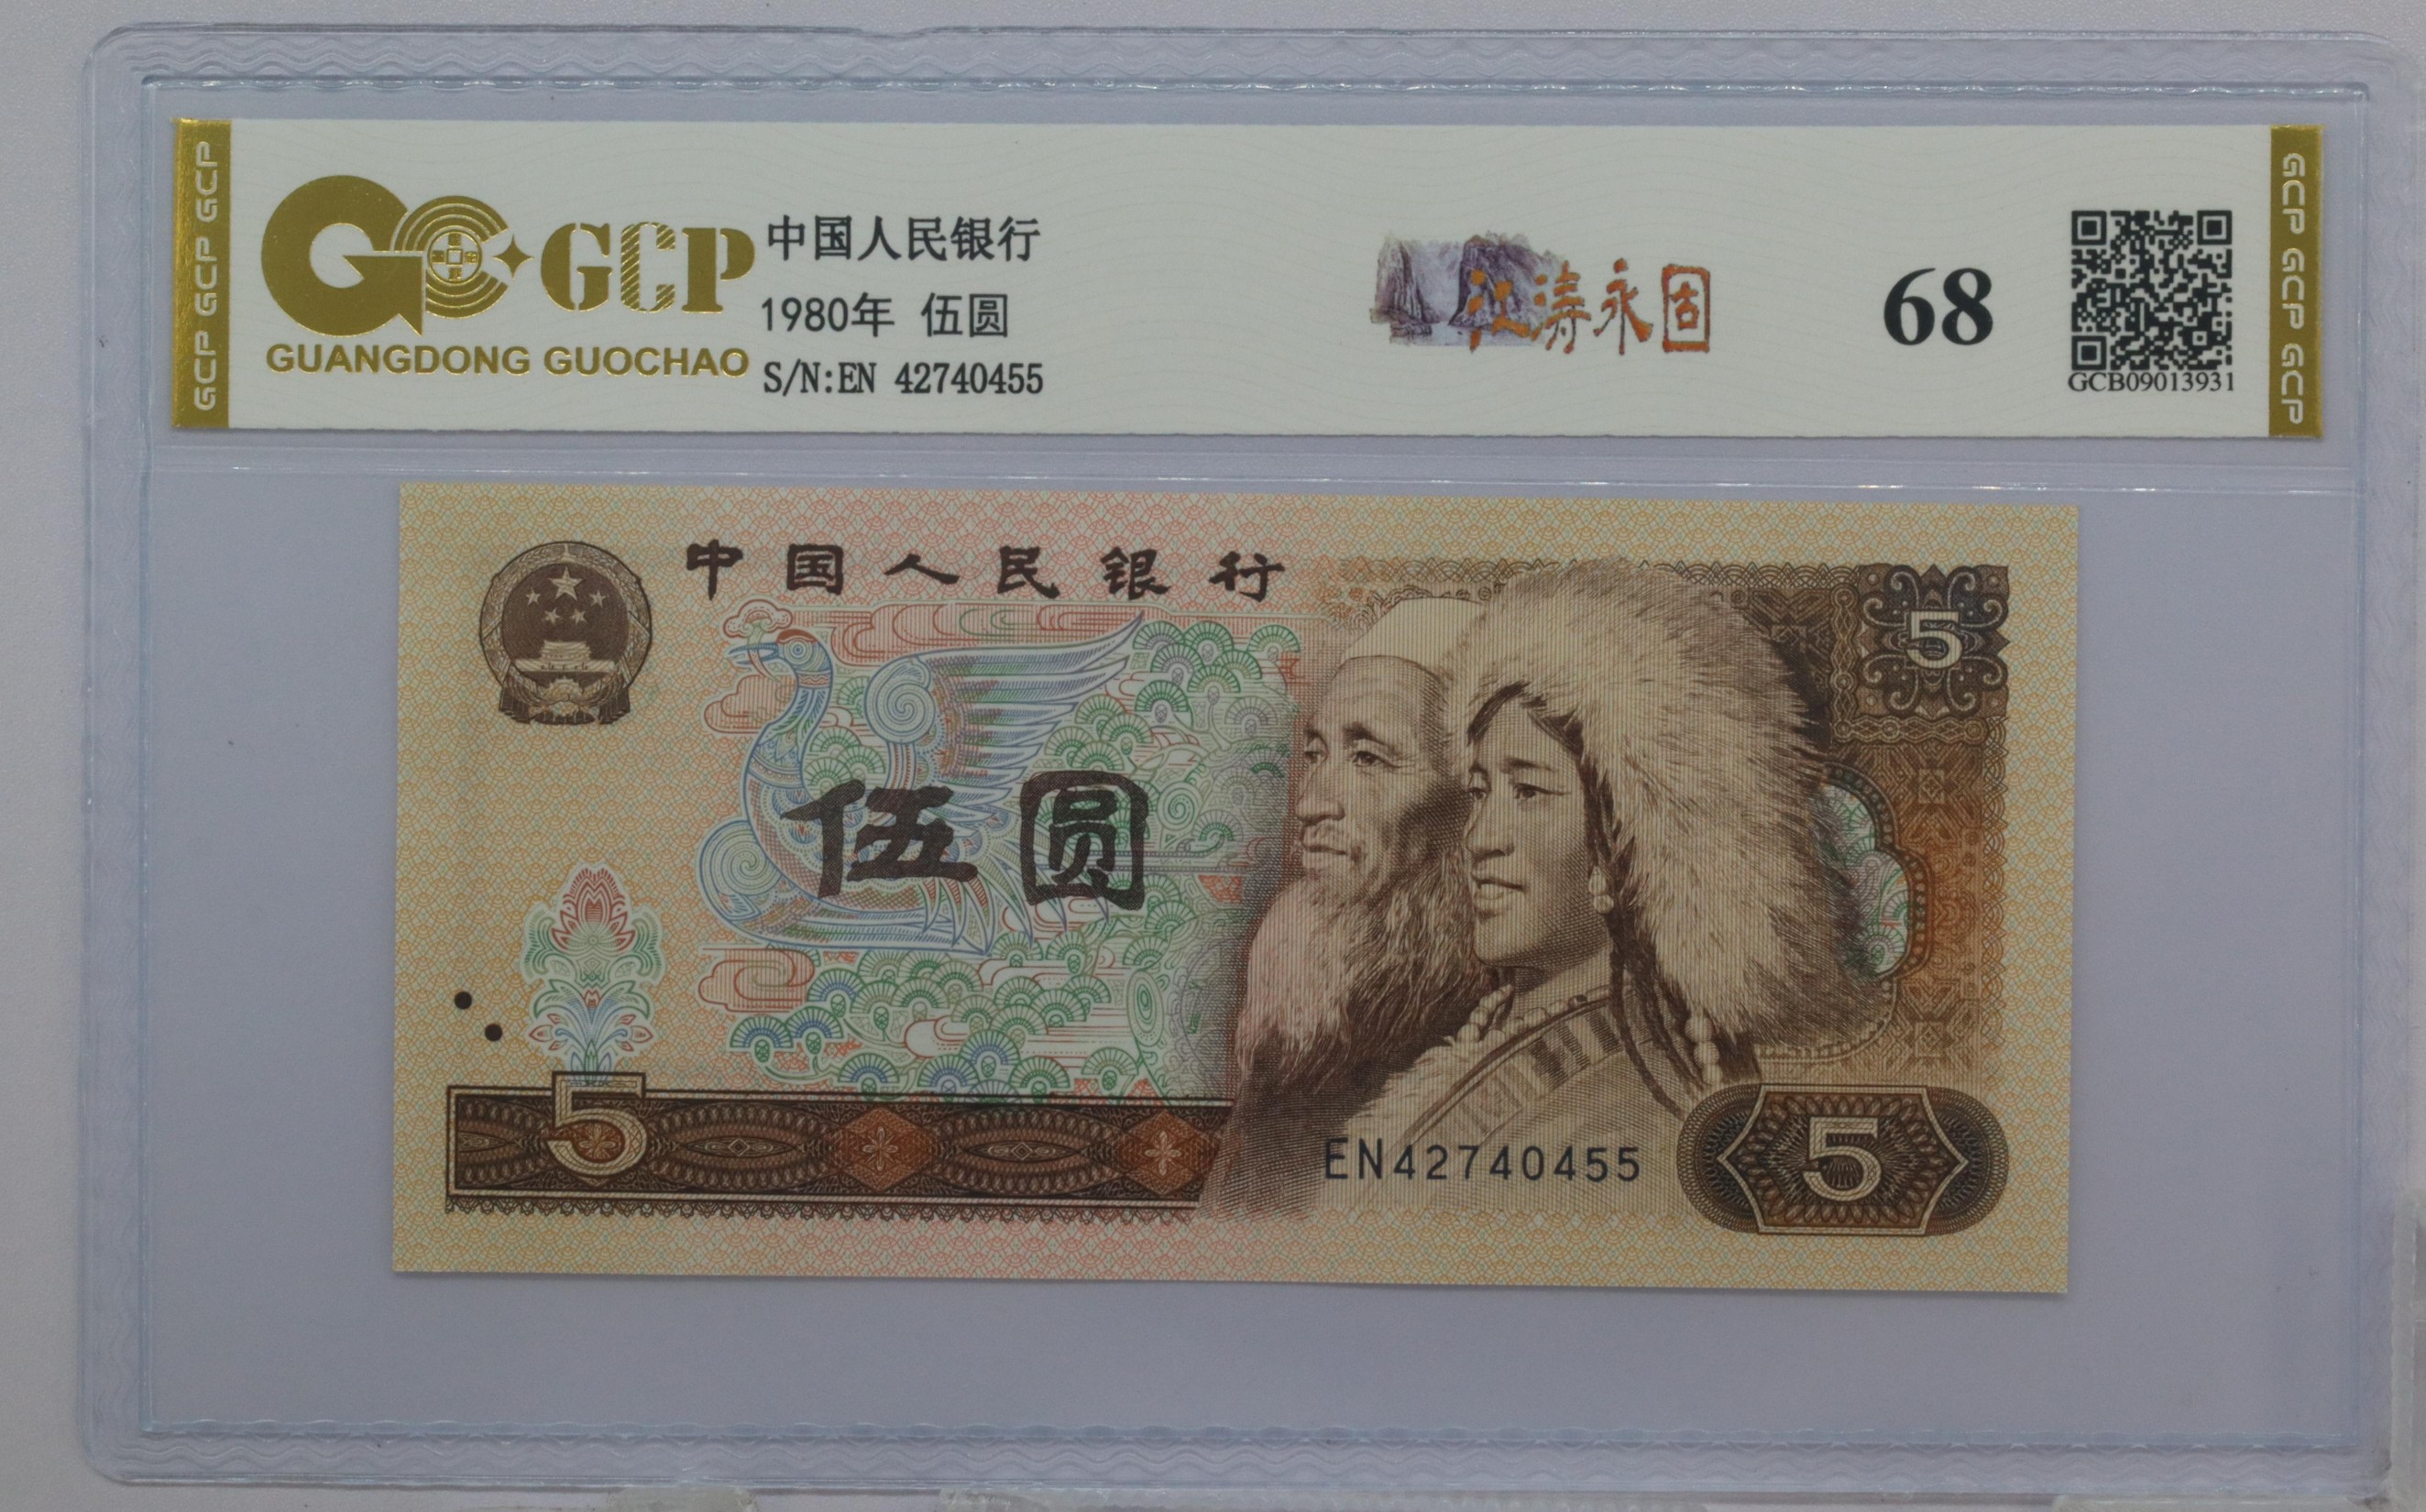 GCP GCP GCP
GCP
GUANGDONG GUOCHAO
中国人民银行
1980年 伍圆
S/N:EN 42740455
江涛永固
68
GCB09013931
GCP GCP GCP
中国人民银行
5
伍圆
5
EN42740455
5